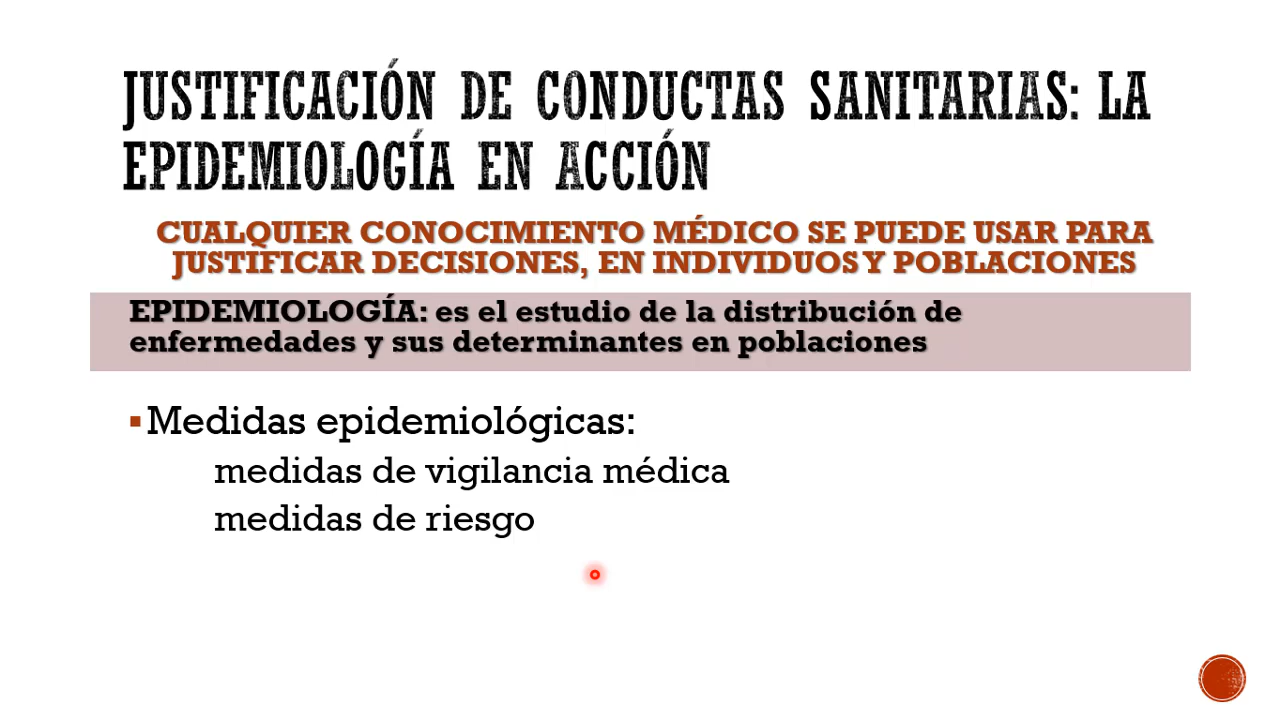 JUSTIFICACIÓN DE CONDUCTAS SANITARIAS: LA
EPIDEMIOLOGÍA EN ACCIÓN
CUALQUIER CONOCIMIENTO MÉDICO SE PUEDE USAR PARA
JUSTIFICAR DECISIONES, EN INDIVIDUOS Y POBLACIONES
EPIDEMIOLOGÍA: es el estudio de la distribución de
enfermedades y sus determinantes en poblaciones
▪Medidas epidemiológicas:
medidas de vigilancia médica
medidas de riesgo